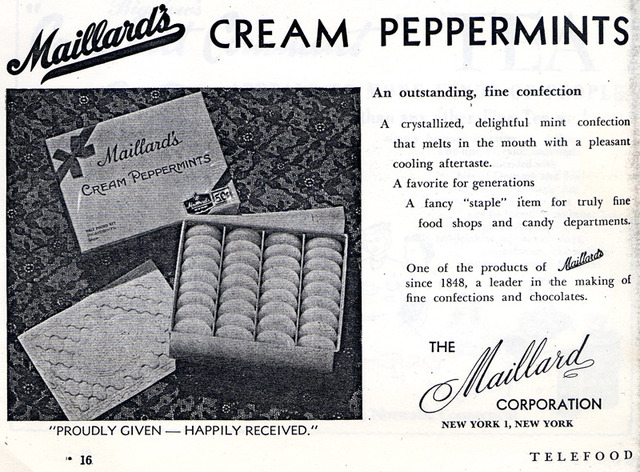 Maillard's CREAM PEPPERMINTS
An outstanding, fine confection
A crystallized, delightful mint confection
that melts in the mouth with a pleasant
cooling aftertaste.
A favorite for generations
A fancy "staple" item for truly fine
food shops and candy departments.
One of the products of Maillard's
since 1848, a leader in the making of
fine confections and chocolates.
THE
Maillard
CORPORATION
NEW YORK 1, NEW YORK
Maillard's
CREAM PEPPERMINTS
50¢
"PROUDLY GIVEN — HAPPILY RECEIVED."
16
TELEFOOD